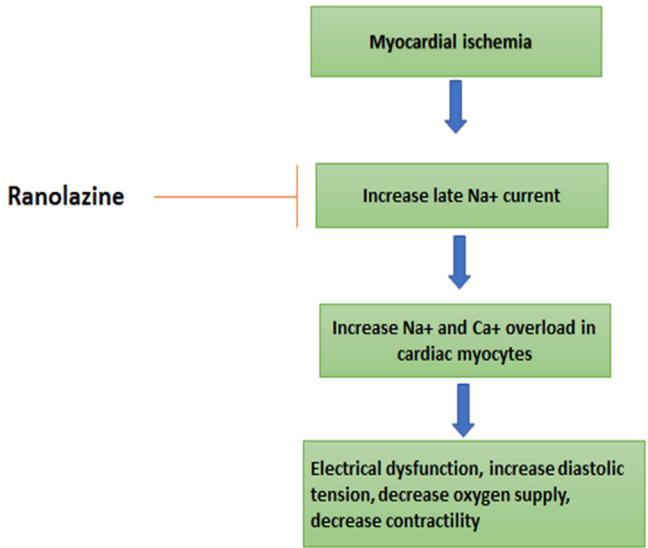 Myocardial ischemia
Ranolazine
Increase late Na+ current
Increase Na+ and Ca+ overload in
cardiac myocytes
Electrical dysfunction, increase diastolic
tension, decrease oxygen supply,
decrease contractility